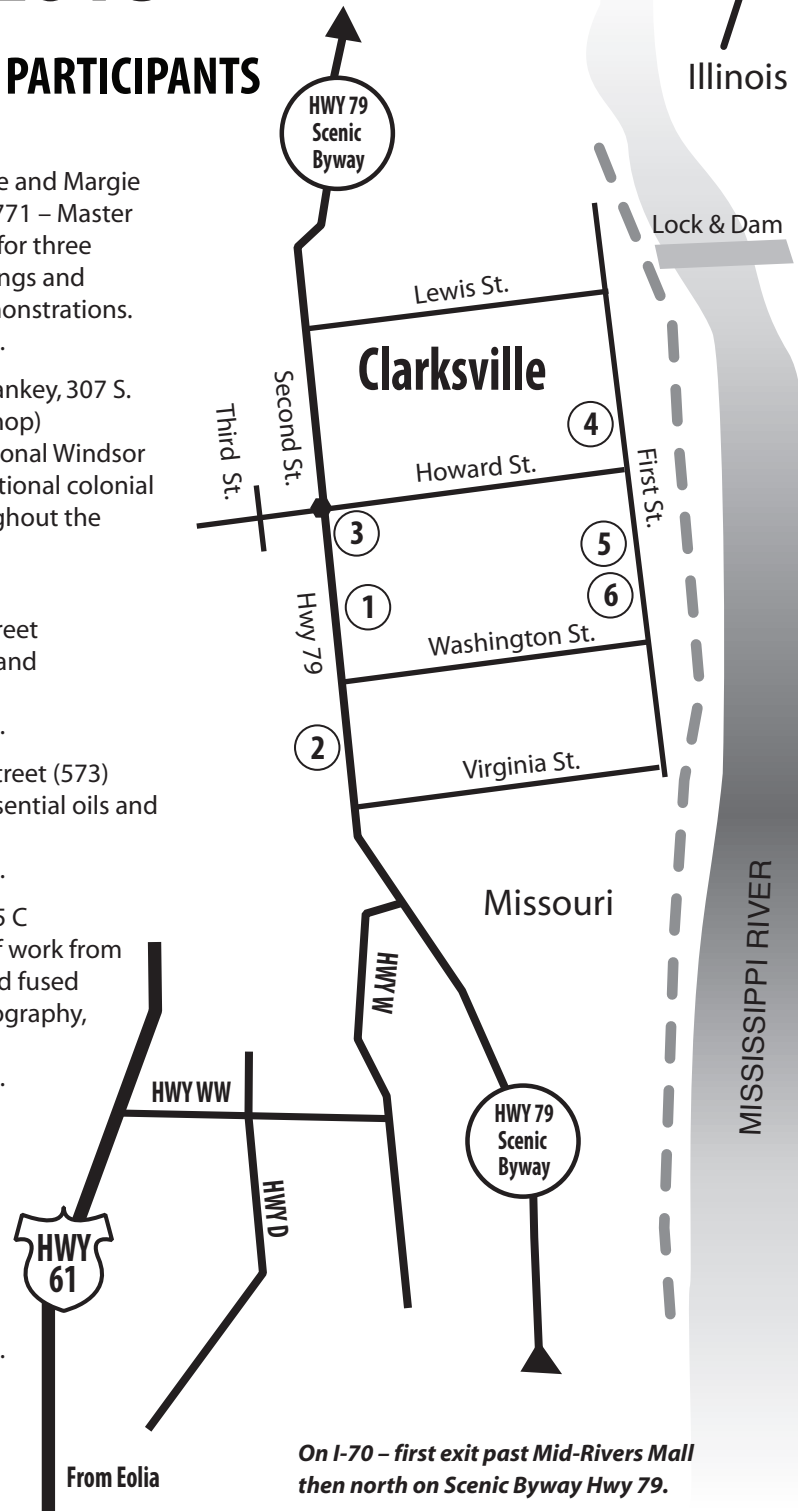 PARTICIPANTS
e and Margie
771 – Master
for three
ngs and
nonstrations.
.
ankey, 307 S.
hop)
onal Windsor
tional colonial
ghout the
reet
and
.
treet (573)
sential oils and
.
5 C
f work from
d fused
ography,
.
.
HWY 79
Scenic
Byway
Illinois
Lock & Dam
Lewis St.
Clarksville
Second St.
Third St.
4
Howard St.
First St.
3
5
1
6
Hwy 79
Washington St.
2
Virginia St.
Missouri
MISSISSIPPI RIVER
HWY W
HWY WW
HWY D
HWY 79
Scenic
Byway
HWY
61
From Eolia
On I-70 – first exit past Mid-Rivers Mall
then north on Scenic Byway Hwy 79.